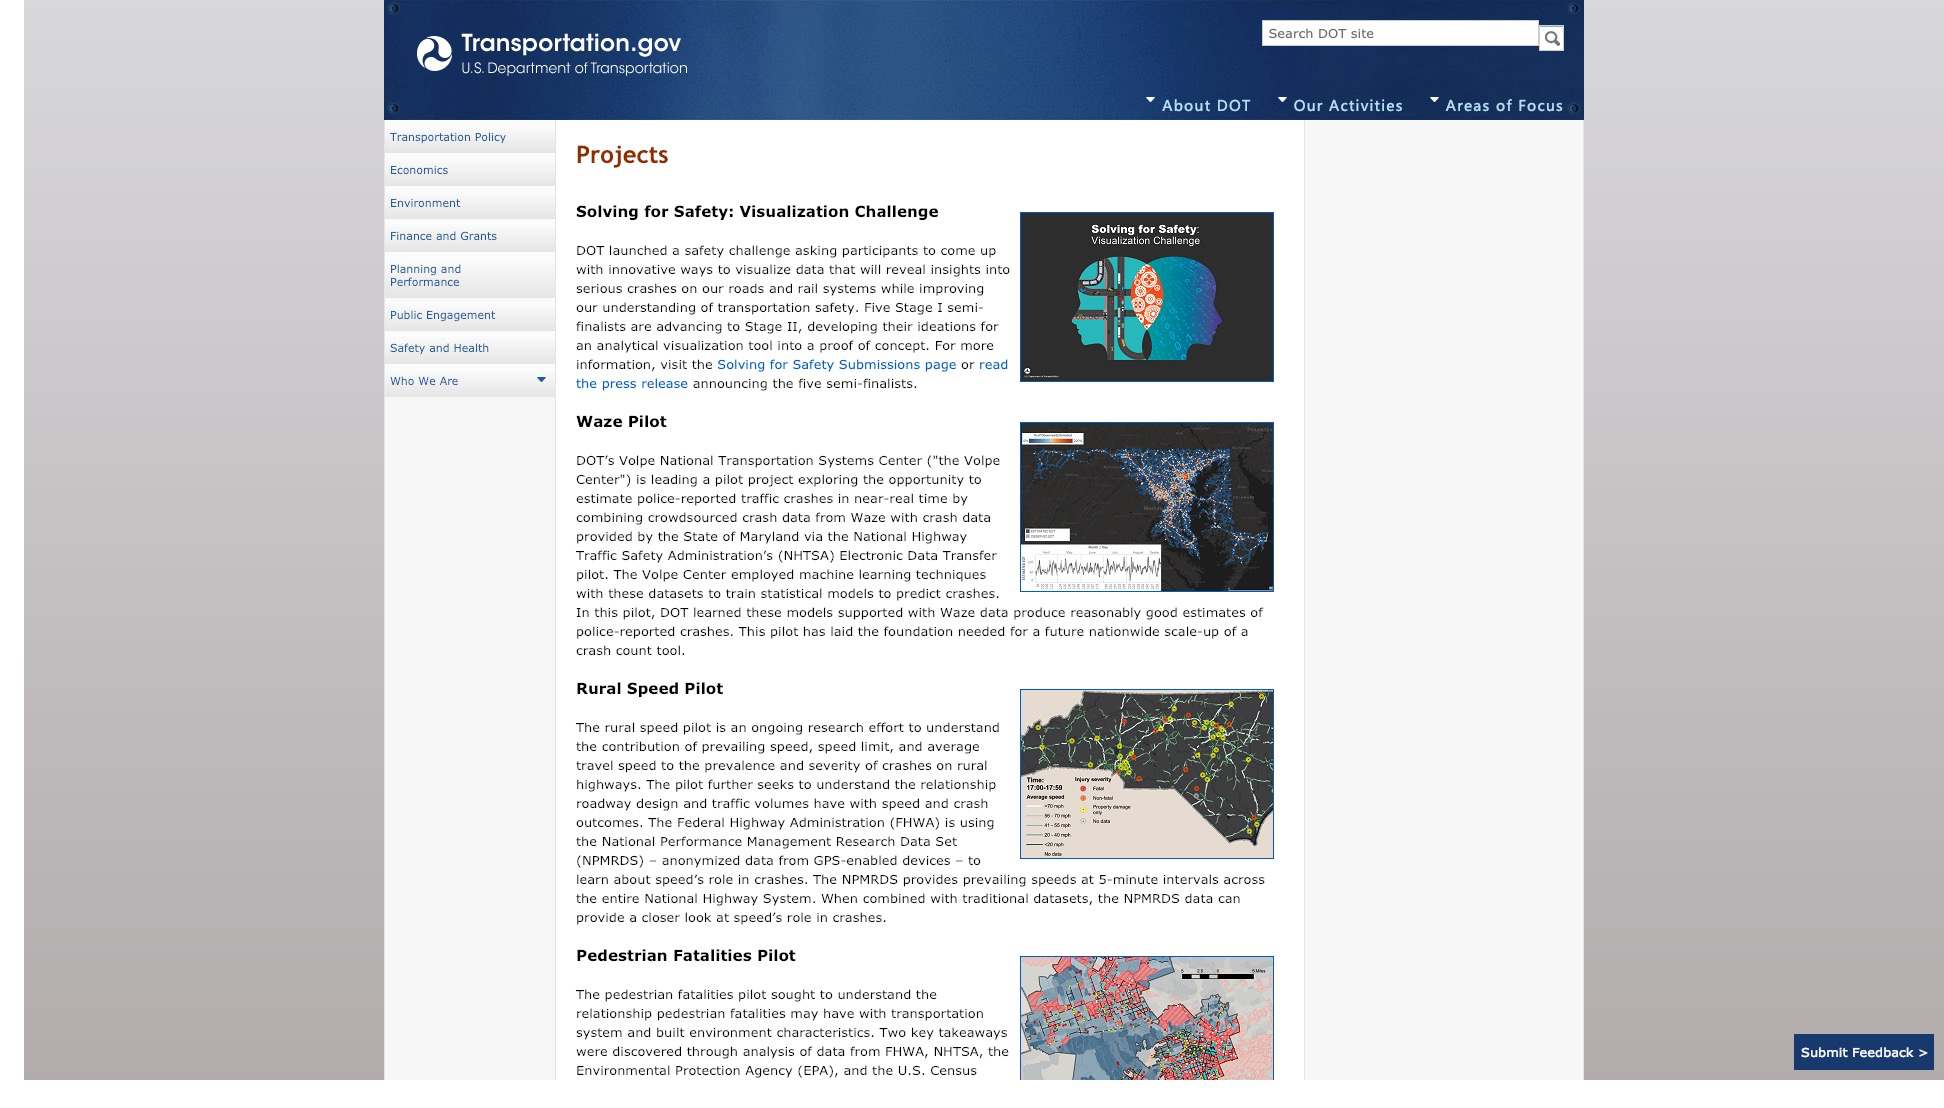 Transportation.gov
U.S. Department of Transportation
Search DOT site
About DOT
Our Activities
Areas of Focus
Transportation Policy
Economics
Environment
Finance and Grants
Planning and
Performance
Public Engagement
Safety and Health
Who We Are
Projects
Solving for Safety: Visualization Challenge
DOT launched a safety challenge asking participants to come up
with innovative ways to visualize data that will reveal insights into
serious crashes on our roads and rail systems while improving
our understanding of transportation safety. Five Stage I semi-
finalists are advancing to Stage II, developing their ideations for
an analytical visualization tool into a proof of concept. For more
information, visit the Solving for Safety Submissions page or read
the press release announcing the five semi-finalists.
Solving for Safety:
Visualization Challenge
Waze Pilot
DOT’s Volpe National Transportation Systems Center ("the Volpe
Center") is leading a pilot project exploring the opportunity to
estimate police-reported traffic crashes in near-real time by
combining crowdsourced crash data from Waze with crash data
provided by the State of Maryland via the National Highway
Traffic Safety Administration’s (NHTSA) Electronic Data Transfer
pilot. The Volpe Center employed machine learning techniques
with these datasets to train statistical models to predict crashes.
In this pilot, DOT learned these models supported with Waze data produce reasonably good estimates of
police-reported crashes. This pilot has laid the foundation needed for a future nationwide scale-up of a
crash count tool.
Rural Speed Pilot
The rural speed pilot is an ongoing research effort to understand
the contribution of prevailing speed, speed limit, and average
travel speed to the prevalence and severity of crashes on rural
highways. The pilot further seeks to understand the relationship
roadway design and traffic volumes have with speed and crash
outcomes. The Federal Highway Administration (FHWA) is using
the National Performance Management Research Data Set
(NPMRDS) – anonymized data from GPS-enabled devices – to
learn about speed’s role in crashes. The NPMRDS provides prevailing speeds at 5-minute intervals across
the entire National Highway System. When combined with traditional datasets, the NPMRDS data can
provide a closer look at speed’s role in crashes.
Time:
17:00-17:59
Average speed
>70 mph
56 - 70 mph
41 - 55 mph
20 - 40 mph
<20 mph
No data
Injury severity
Fatal
Non-fatal
Property damage
only
No data
Pedestrian Fatalities Pilot
The pedestrian fatalities pilot sought to understand the
relationship pedestrian fatalities may have with transportation
system and built environment characteristics. Two key takeaways
were discovered through analysis of data from FHWA, NHTSA, the
Environmental Protection Agency (EPA), and the U.S. Census
5 2.5 0 5 Miles
Submit Feedback >